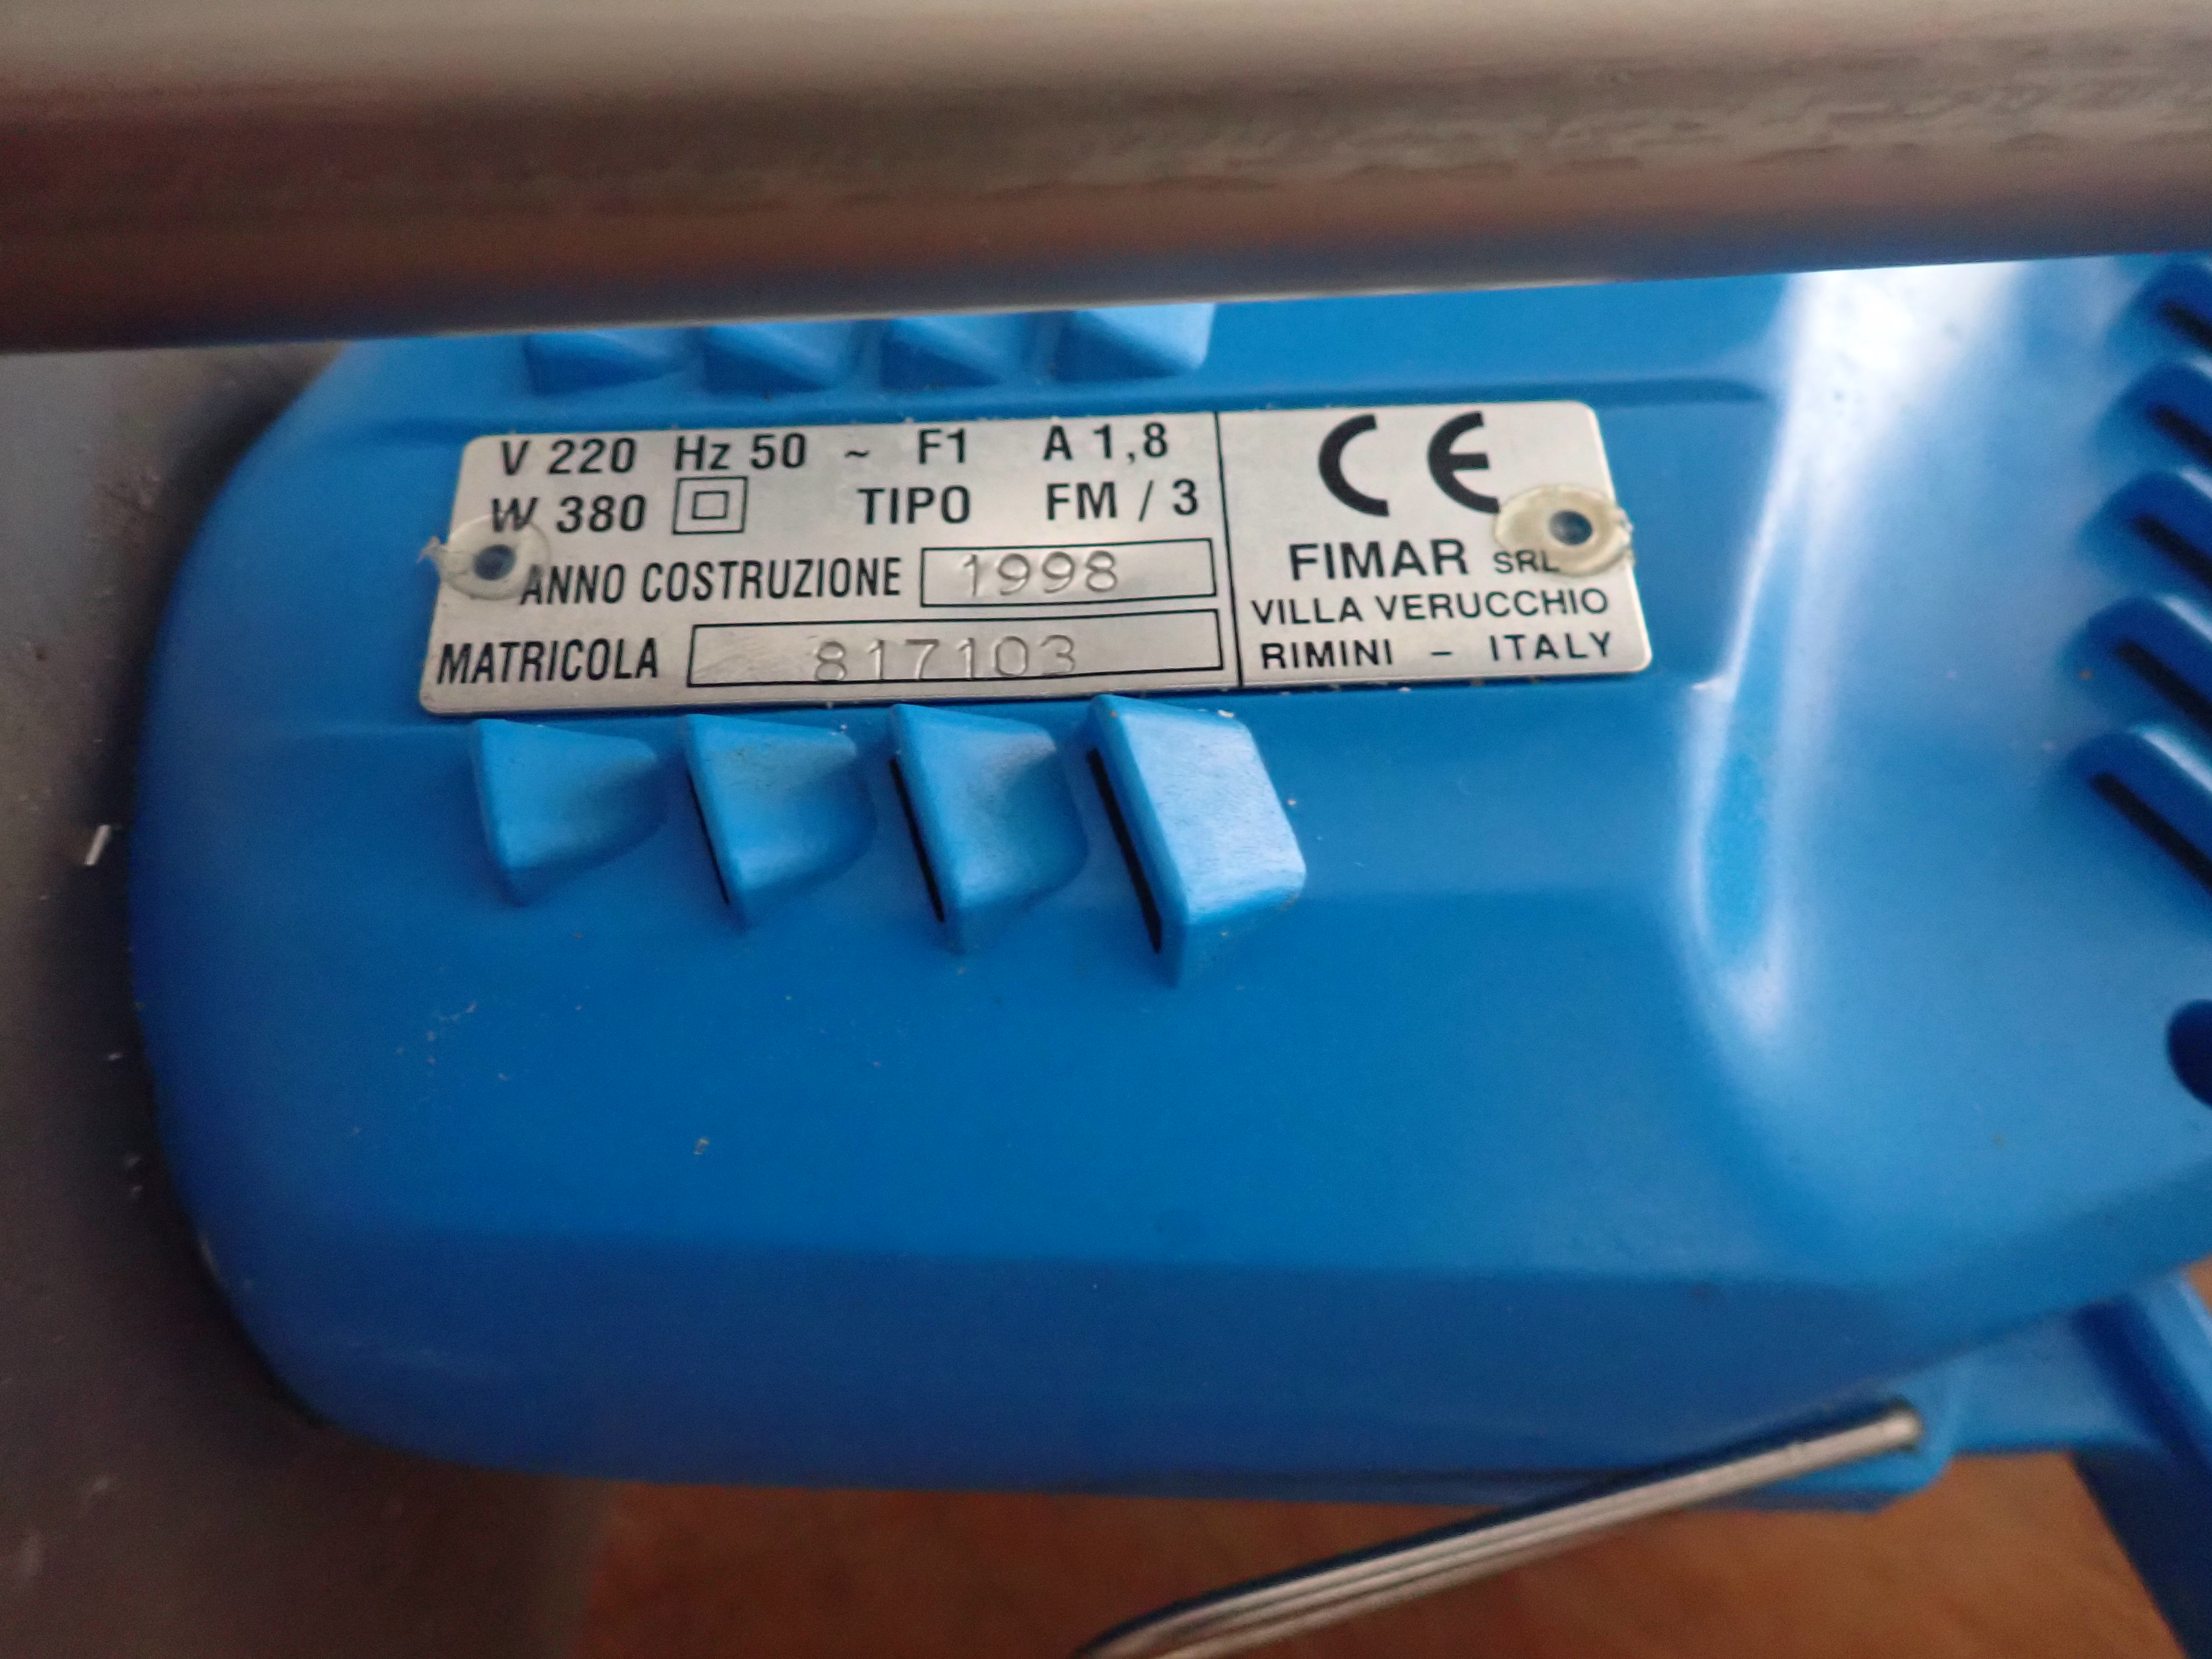 V 220 Hz 50 ~ F1 A 1,8
W 380 TIPO FM / 3
ANNO COSTRUZIONE 1998
MATRICOLA 817103
CE
FIMAR SRL
VILLA VERUCCHIO
RIMINI - ITALY